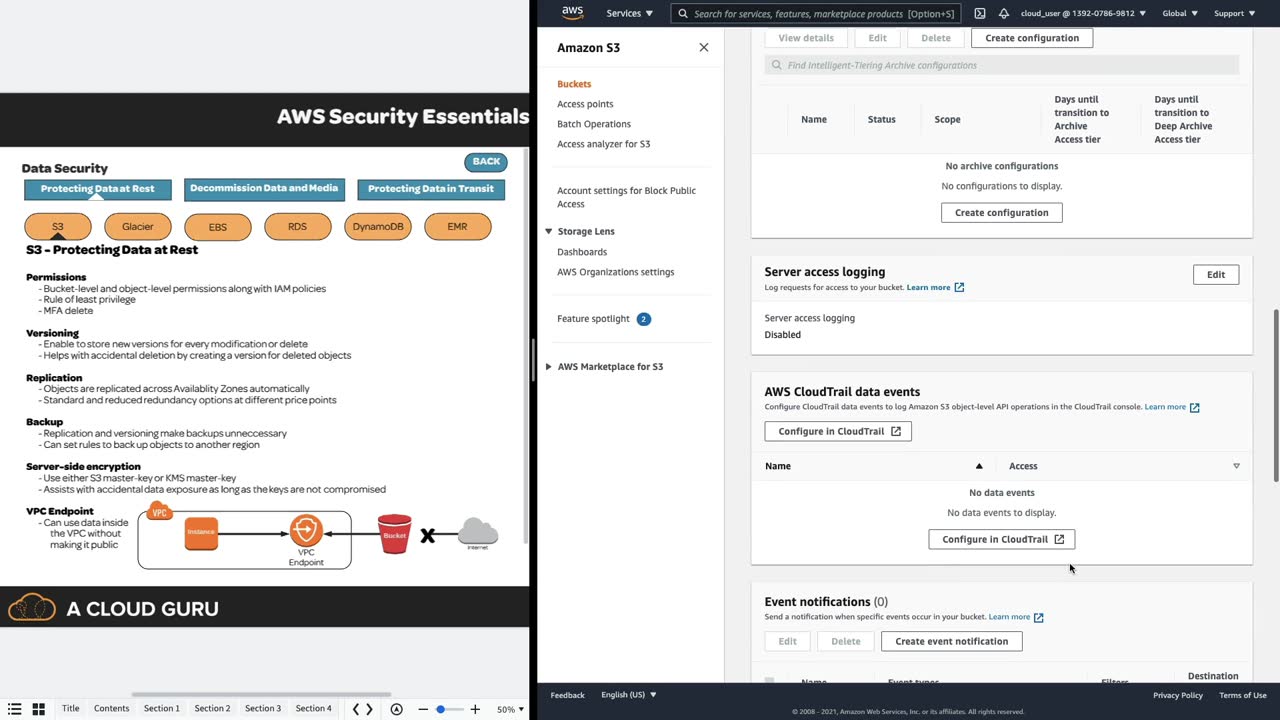 AWS Security Essentials
BACK
Data Security
Protecting Data at Rest
Decommission Data and Media
Protecting Data in Transit
S3
Glacier
EBS
RDS
DynamoDB
EMR
S3 - Protecting Data at Rest
Permissions
- Bucket-level and object-level permissions along with IAM policies
- Rule of least privilege
- MFA delete
Versioning
- Enable to store new versions for every modification or delete
- Helps with accidental deletion by creating a version for deleted objects
Replication
- Objects are replicated across Availablity Zones automatically
- Standard and reduced redundancy options at different price points
Backup
- Replication and versioning make backups unneccessary
- Can set rules to back up objects to another region
Server-side encryption
- Use either S3 master-key or KMS master-key
- Assists with accidental data exposure as long as the keys are not compromised
VPC Endpoint
- Can use data inside
the VPC without
making it public
VPC
Instance
VPC
Endpoint
Bucket
Internet
A CLOUD GURU
Title
Contents
Section 1
Section 2
Section 3
Section 4
50%
aws
Services
Search for services, features, marketplace products
[Option+S]
cloud_user @ 1392-0786-9812
Global
Support
Amazon S3
Buckets
Access points
Batch Operations
Access analyzer for S3
Account settings for Block Public
Access
Storage Lens
Dashboards
AWS Organizations settings
Feature spotlight 2
AWS Marketplace for S3
View details
Edit
Delete
Create configuration
Find Intelligent-Tiering Archive configurations
Name
Status
Scope
Days until
transition to
Archive
Access tier
Days until
transition to
Deep Archive
Access tier
No archive configurations
No configurations to display.
Create configuration
Server access logging
Edit
Log requests for access to your bucket. Learn more
Server access logging
Disabled
AWS CloudTrail data events
Configure CloudTrail data events to log Amazon S3 object-level API operations in the CloudTrail console. Learn more
Configure in CloudTrail
Name
Access
No data events
No data events to display.
Configure in CloudTrail
Event notifications (0)
Send a notification when specific events occur in your bucket. Learn more
Edit
Delete
Create event notification
Name
Event types
Filters
Destination
Feedback
English (US)
Privacy Policy
Terms of Use
© 2008 - 2021, Amazon Web Services, Inc. or its affiliates. All rights reserved.